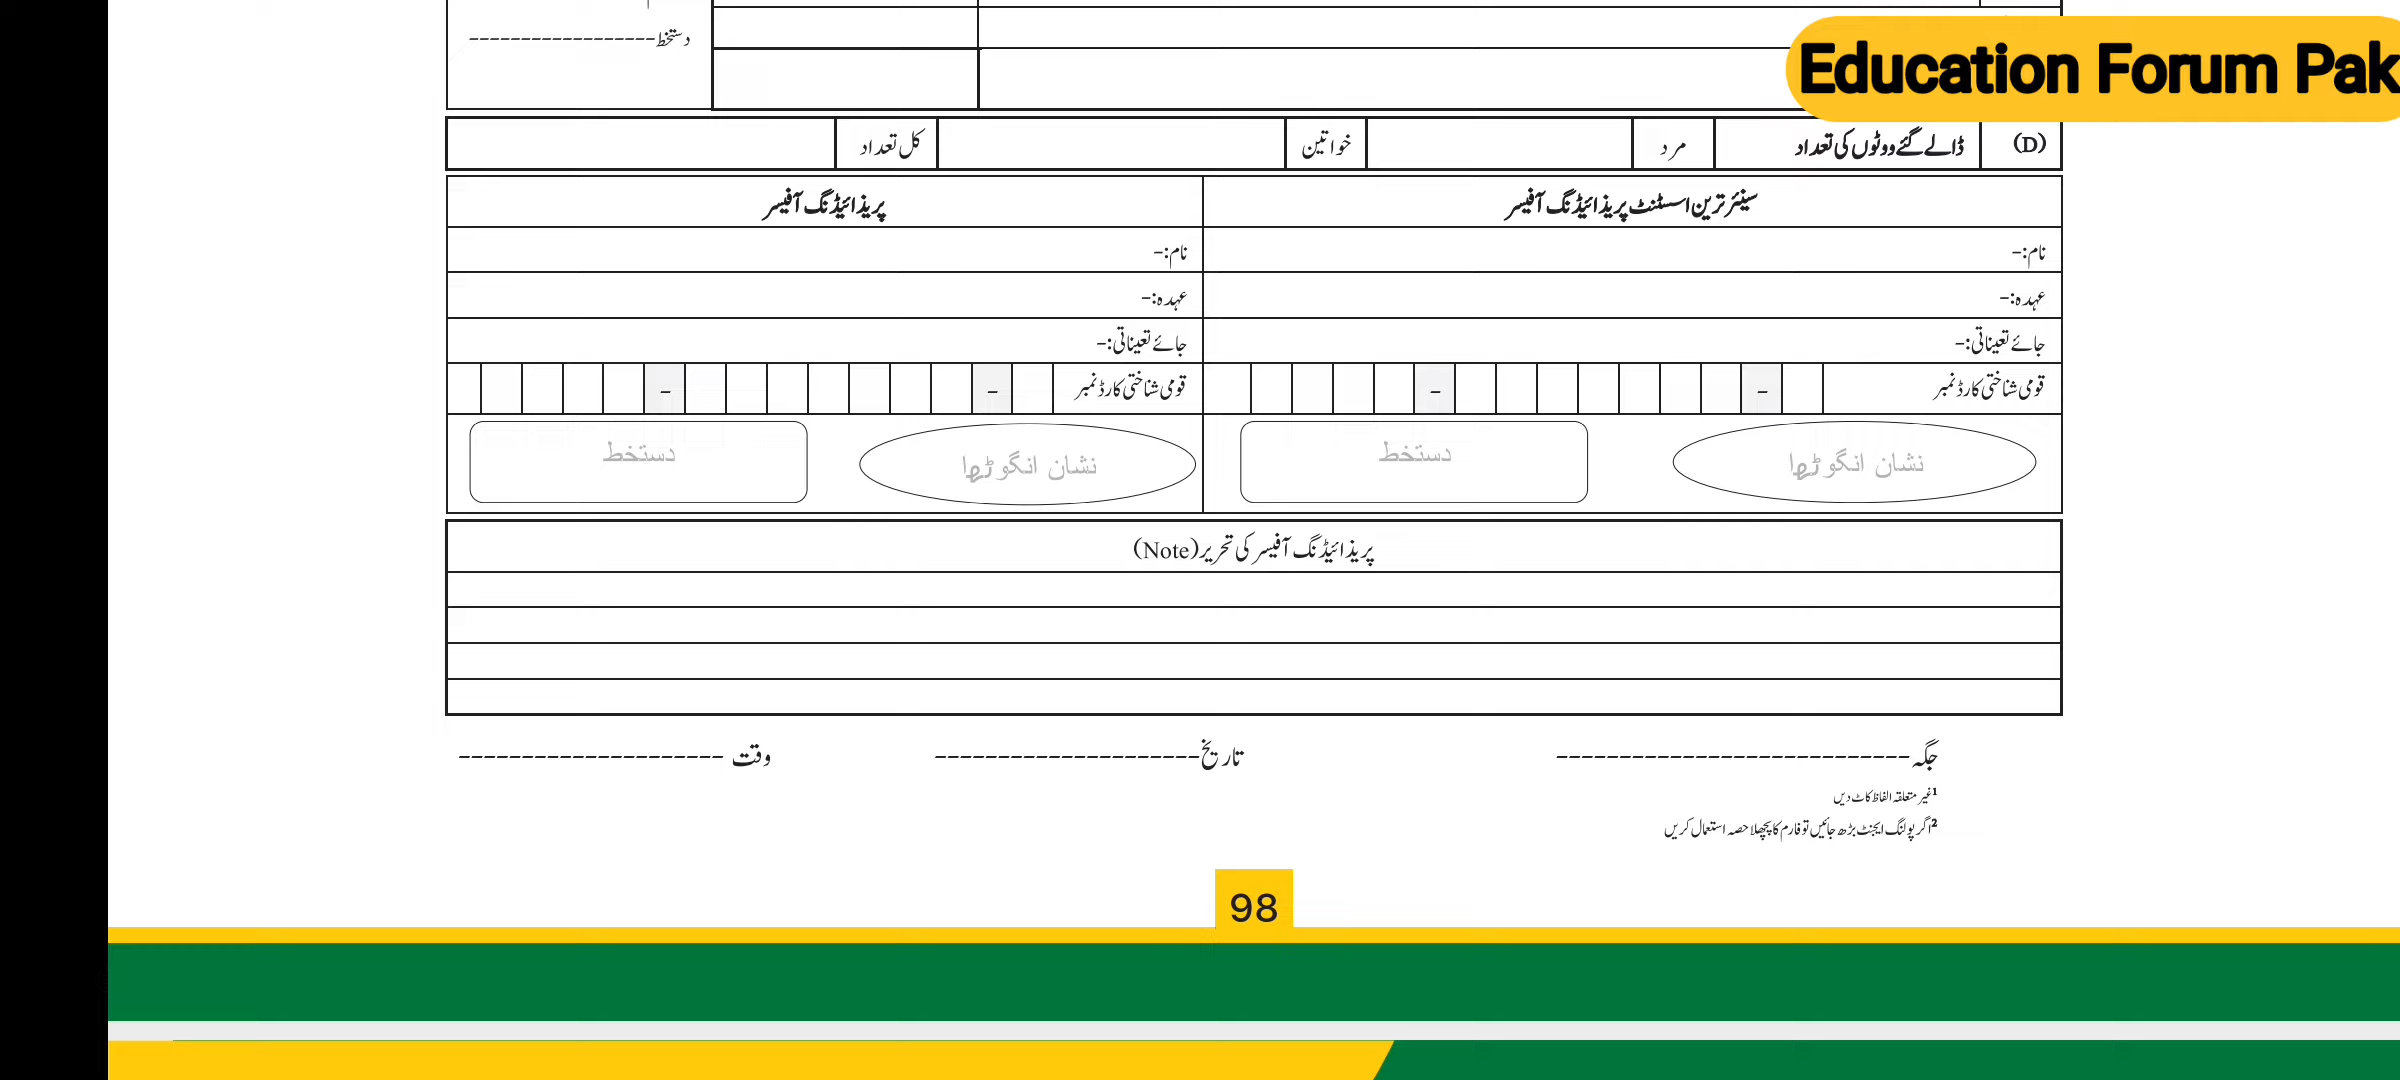 دستخط------------------
Education Forum Pak
(D) ڈالے گئے ووٹوں کی تعداد مرد خواتین کل تعداد
سینئر ترین اسسٹنٹ پریذائیڈنگ آفیسر پریذائیڈنگ آفیسر
نام:- نام:-
عہدہ:- عہدہ:-
جائے تعیناتی:- جائے تعیناتی:-
قومی شناختی کارڈ نمبر - - قومی شناختی کارڈ نمبر - -
نشان انگوٹھا دستخط نشان انگوٹھا دستخط
پریذائیڈنگ آفیسر کی تحریر (Note)
جگہ--------------------------- تاریخ--------------------- وقت ---------------------
¹غیر متعلقہ الفاظ کاٹ دیں
²اگر پولنگ ایجنٹ بڑھ جائیں تو فارم کا پچھلا حصہ استعمال کریں
98